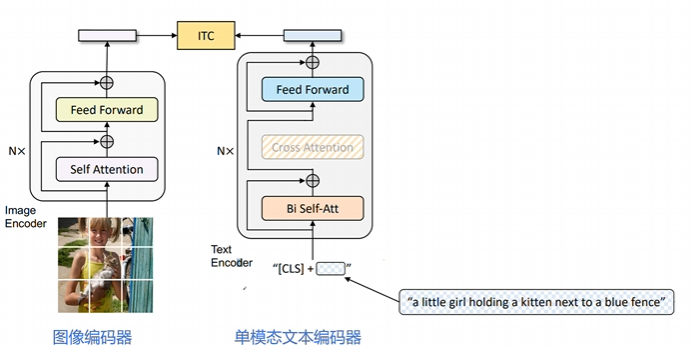 ITC
Feed Forward
Feed Forward
Cross Attention
N×
N×
Self Attention
Bi Self-Att
Image
Encoder
Text
Encoder
“[CLS] + ”
“a little girl holding a kitten next to a blue fence”
图像编码器
单模态文本编码器